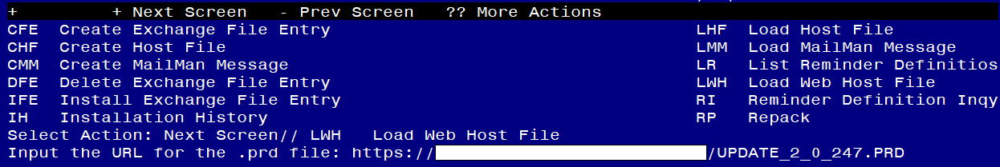 + + Next Screen - Prev Screen ?? More Actions
CFE Create Exchange File Entry LHF Load Host File
CHF Create Host File LMM Load MailMan Message
CMM Create MailMan Message LR List Reminder Definitios
DFE Delete Exchange File Entry LWH Load Web Host File
IFE Install Exchange File Entry RI Reminder Definition Inqy
IH Installation History RP Repack
Select Action: Next Screen// LWH Load Web Host File
Input the URL for the .prd file: https:// /UPDATE_2_0_247.PRD